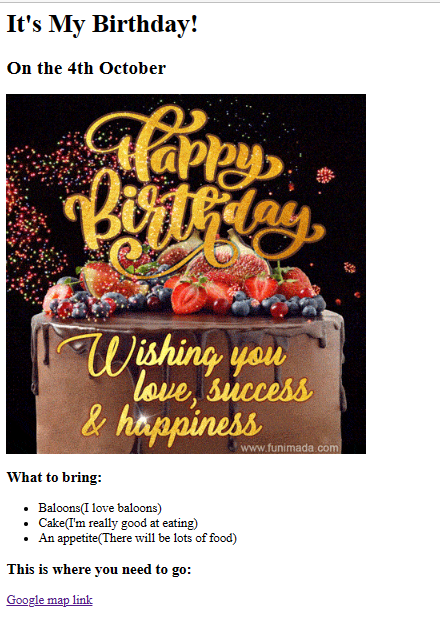 It's My Birthday!
On the 4th October
Happy
Birthday
Wishing you
love, success
& happiness
www.funimada.com
What to bring:
Baloons(I love baloons)
Cake(I'm really good at eating)
An appetite(There will be lots of food)
This is where you need to go:
Google map link